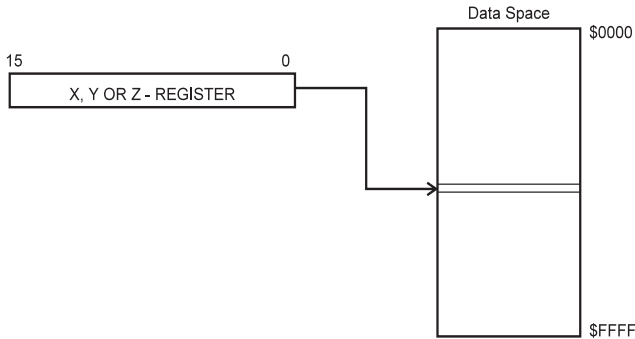 Data Space
$0000
15 0
X, Y OR Z - REGISTER
$FFFF